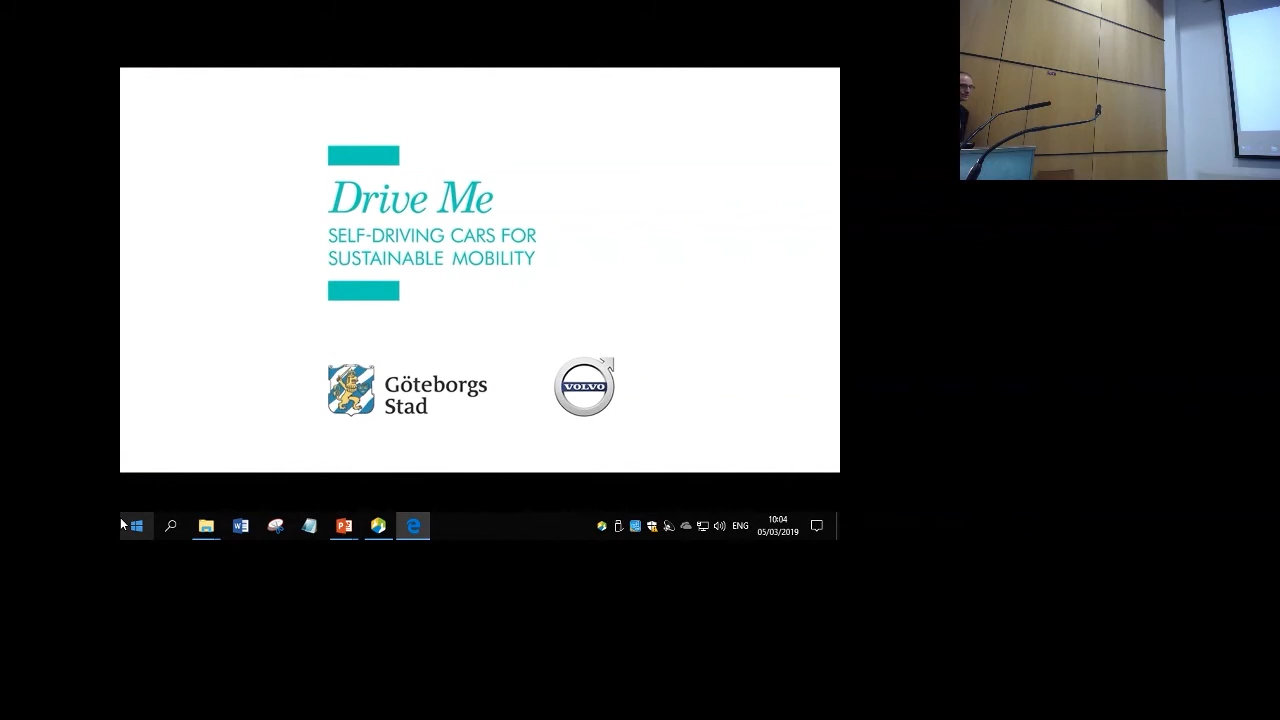 Drive Me
SELF-DRIVING CARS FOR
SUSTAINABLE MOBILITY
Göteborgs
Stad
VOLVO
ENG
10:04
05/03/2019